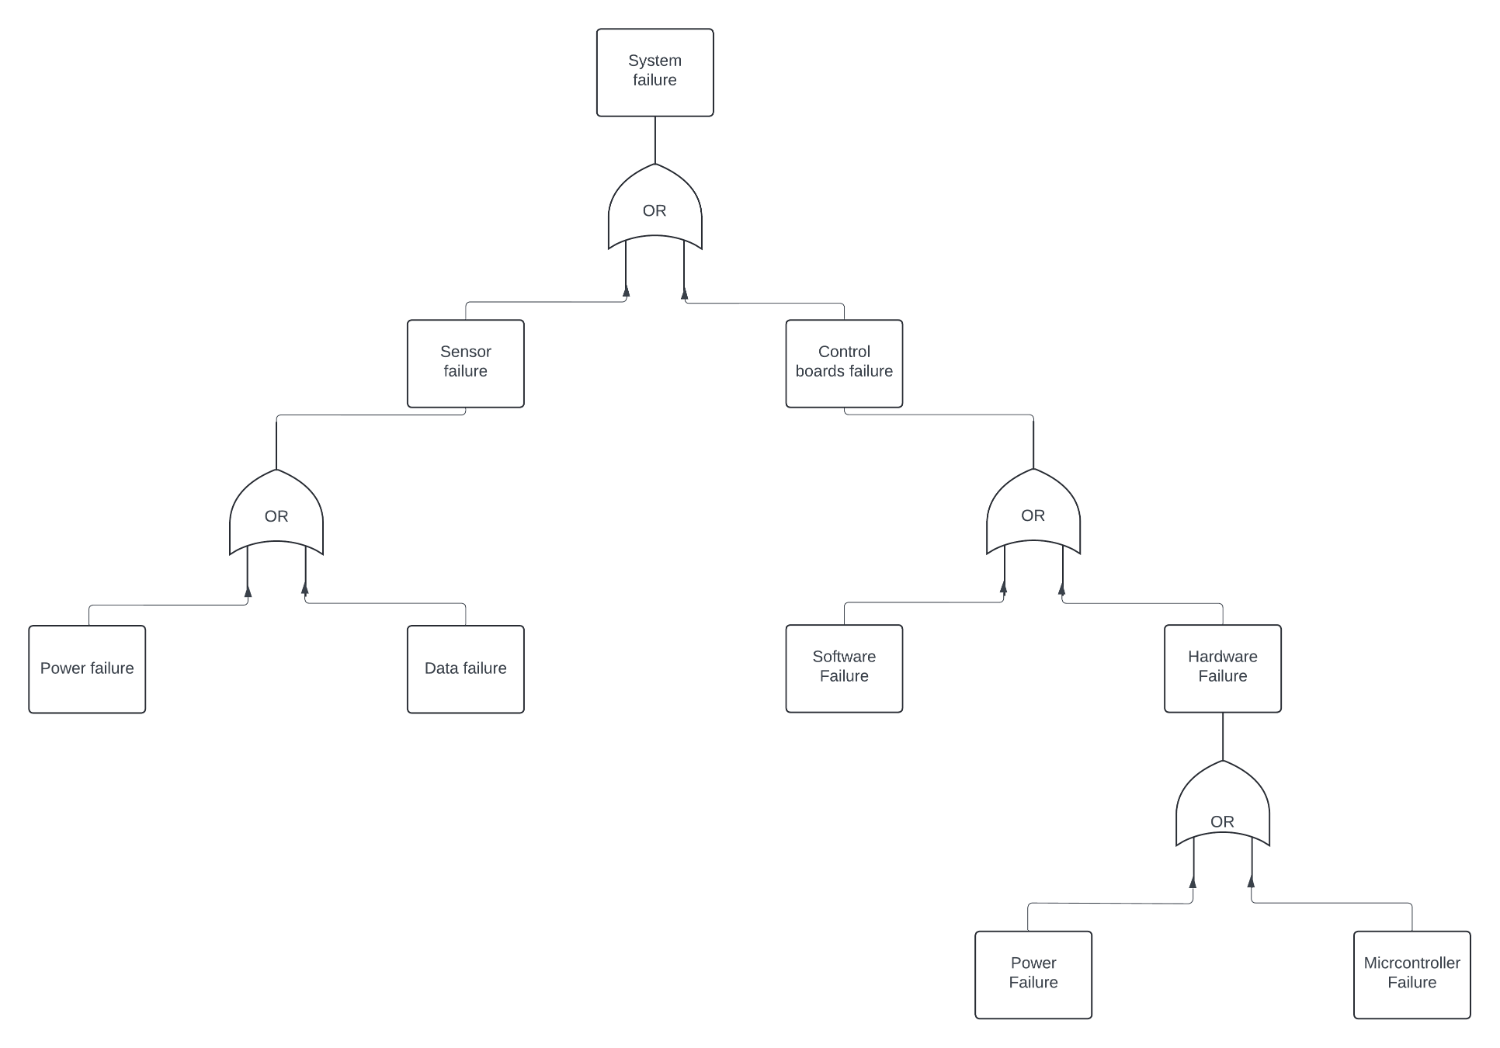 System
failure
OR
Sensor
failure
Control
boards failure
OR
OR
Power failure
Data failure
Software
Failure
Hardware
Failure
OR
Power
Failure
Micrcontroller
Failure